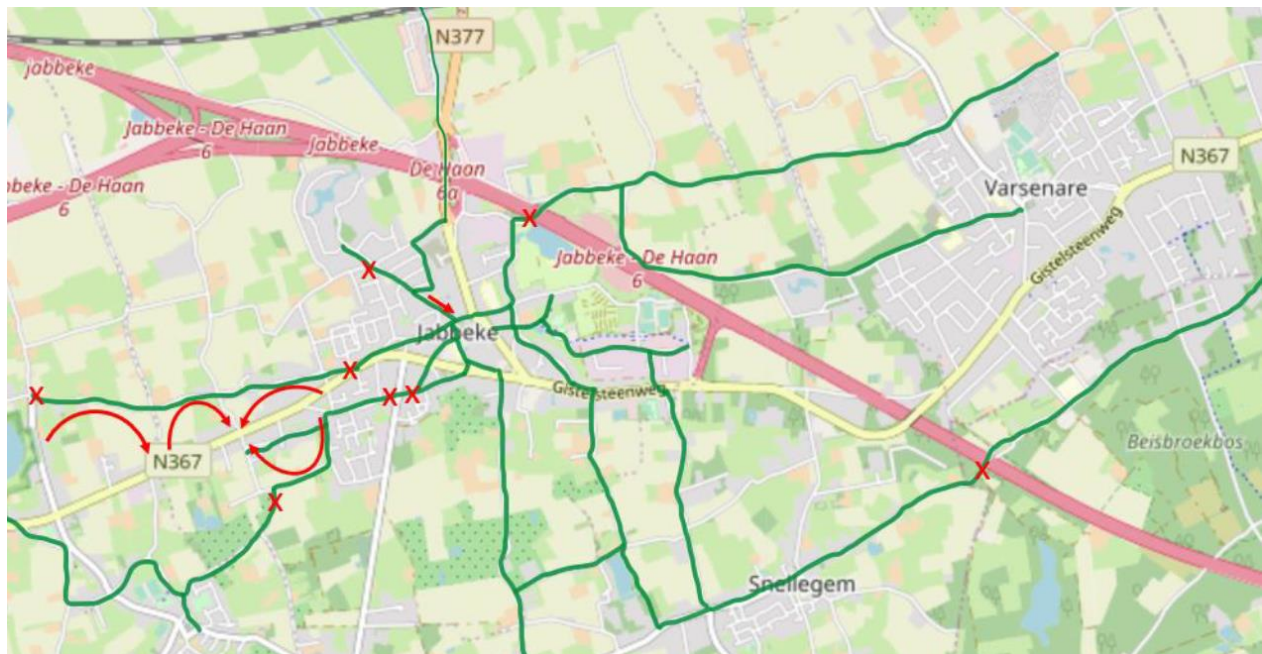 N377
jabbeke
Jabbeke - De Haan
6
Jabbeke
De Haan
6a
bbeke - De Haan
6
N367
Varsenare
Jabbeke - De Haan
6
Gistelsteenweg
X
X
Jabbeke
X
X
X
X
Gistelsteenweg
N367
Beisbroekbos
X
X
Snellegem